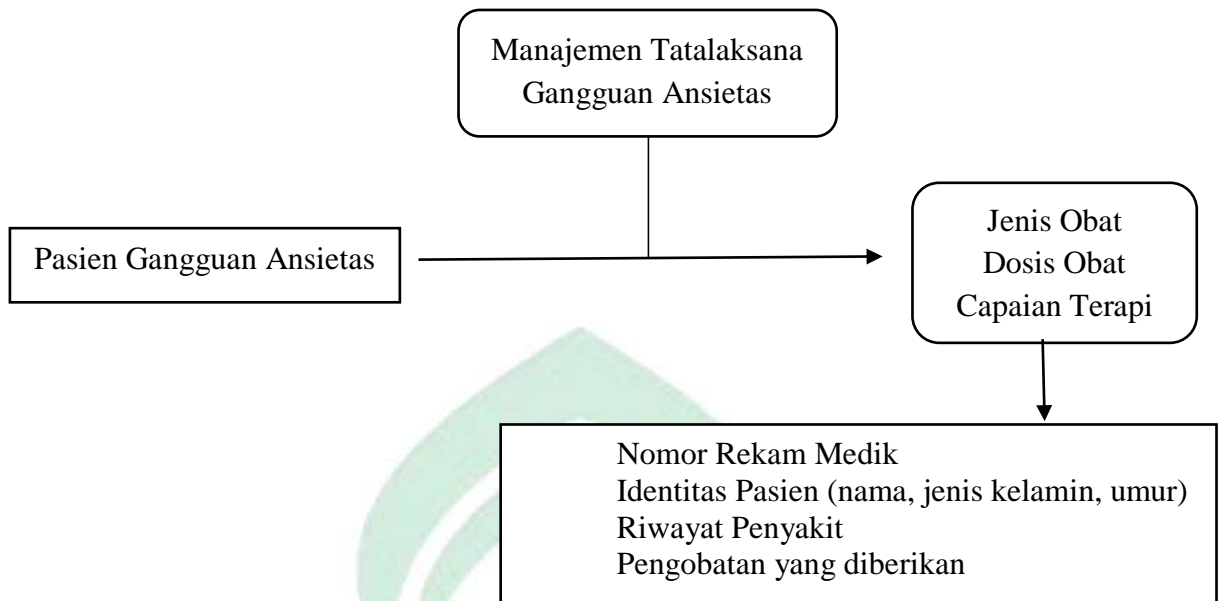 Manajemen Tatalaksana
Gangguan Ansietas
Pasien Gangguan Ansietas
Jenis Obat
Dosis Obat
Capaian Terapi
Nomor Rekam Medik
Identitas Pasien (nama, jenis kelamin, umur)
Riwayat Penyakit
Pengobatan yang diberikan